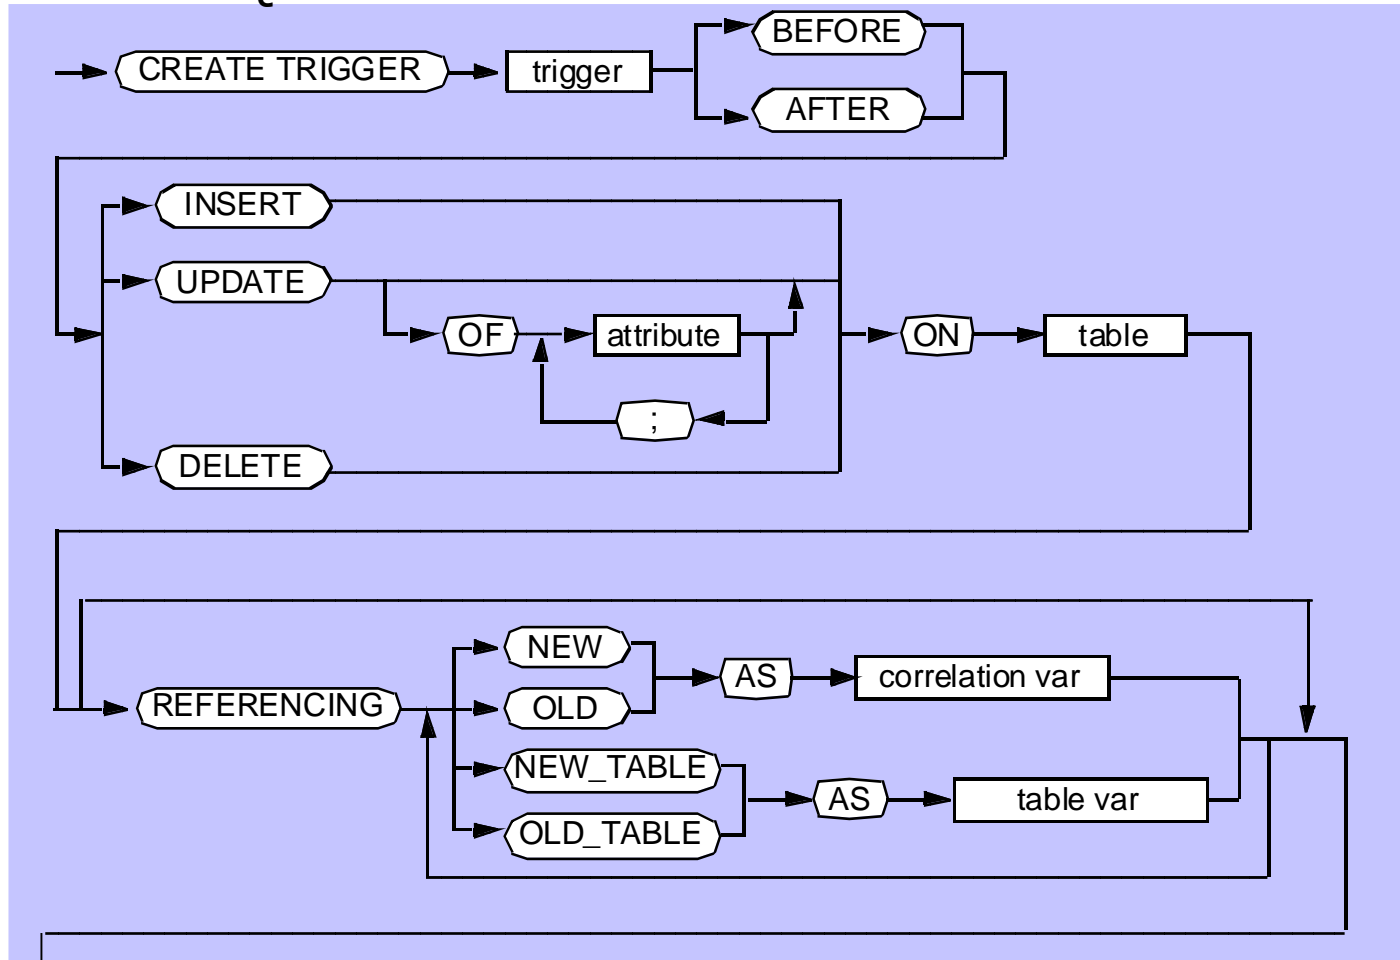 BEFORE
CREATE TRIGGER trigger
AFTER
INSERT
UPDATE
OF attribute ON table
;
DELETE
NEW
AS correlation var
REFERENCING OLD
NEW_TABLE
AS table var
OLD_TABLE